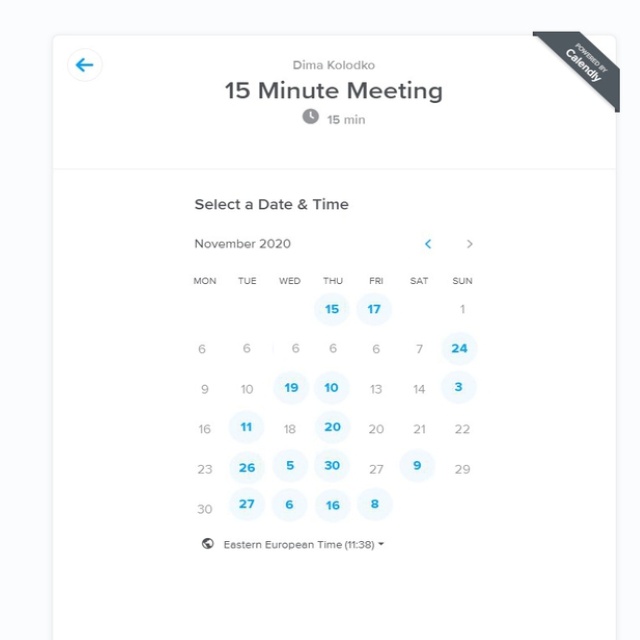 POWERED BY
Calendly
Dima Kolodko
15 Minute Meeting
15 min
Select a Date & Time
November 2020
MON TUE WED THU FRI SAT SUN
15 17 1
6 6 6 6 6 7 24
9 10 19 10 13 14 3
16 11 18 20 20 21 22
23 26 5 30 27 9 29
30 27 6 16 8
Eastern European Time (11:38)